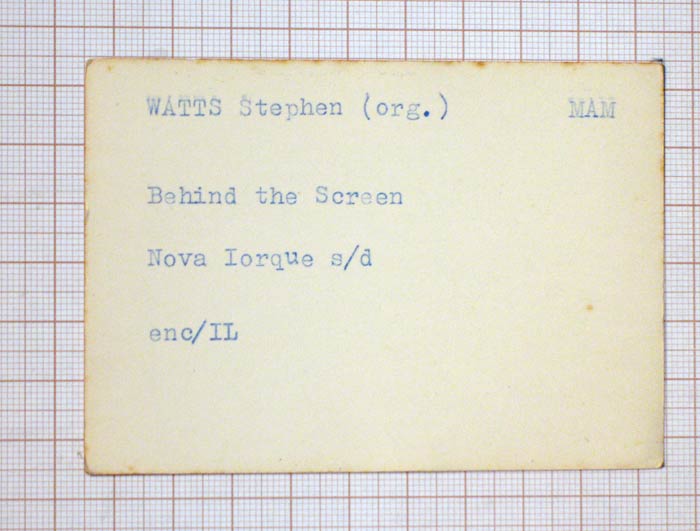 WATTS Stephen (org.) MAM
Behind the Screen
Nova Iorque s/d
enc/IL